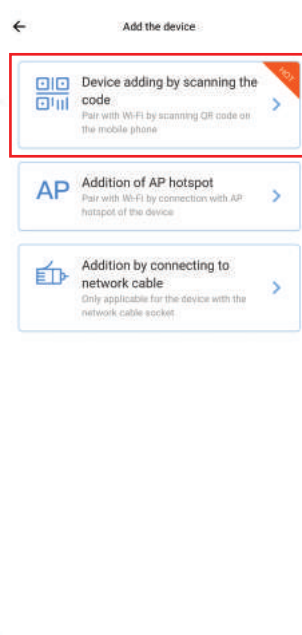 Add the device
HOT
Device adding by scanning the
code
Pair with Wi-Fi by scanning QR code on
the mobile phone
AP
Addition of AP hotspot
Pair with Wi-Fi by connection with AP
hotspot of the device
Addition by connecting to
network cable
Only applicable for the device with the
network cable socket